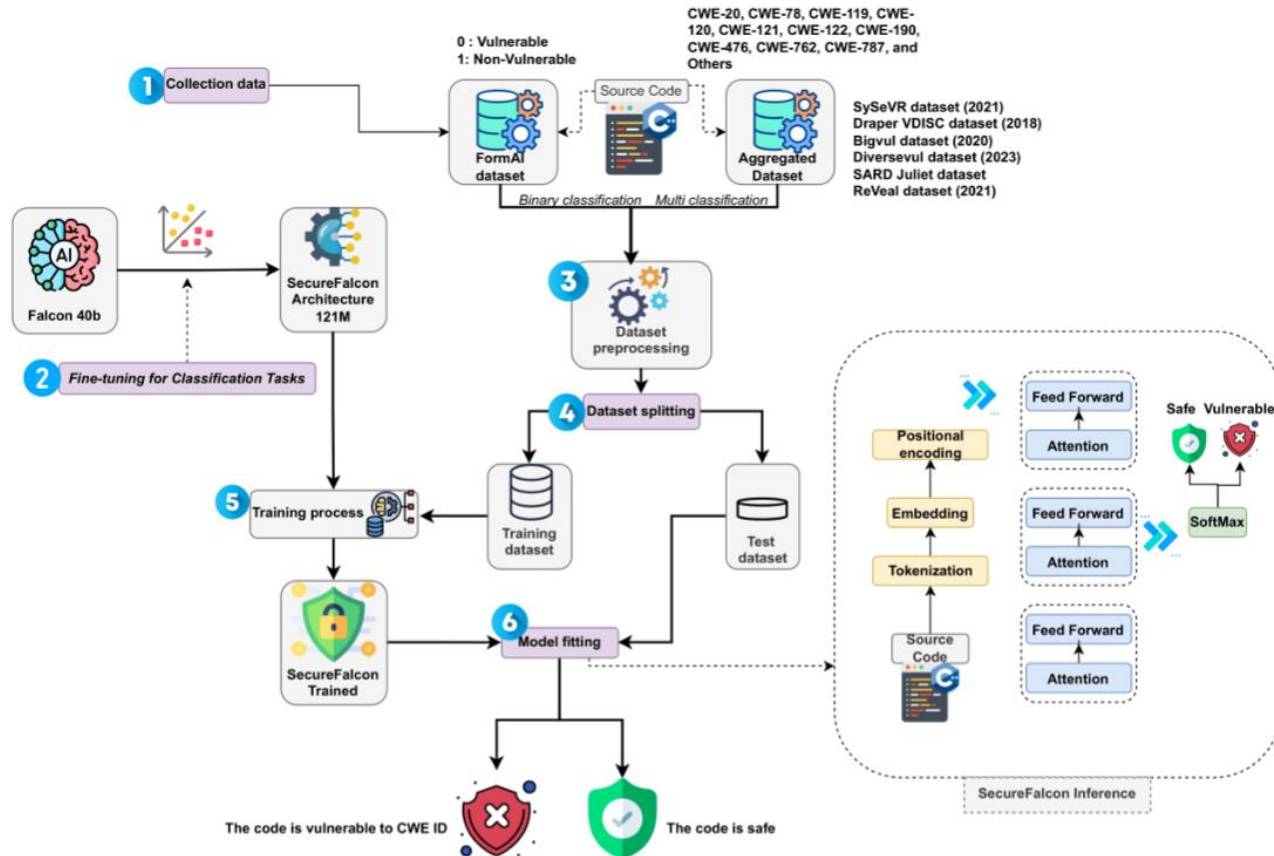 CWE-20, CWE-78, CWE-119, CWE-
120, CWE-121, CWE-122, CWE-190,
CWE-476, CWE-762, CWE-787, and
Others
0 : Vulnerable
1: Non-Vulnerable
1
Collection data
Source Code
C++
FormAI
dataset
Aggregated
Dataset
SySeVR dataset (2021)
Draper VDISC dataset (2018)
Bigvul dataset (2020)
Diversevul dataset (2023)
SARD Juliet dataset
ReVeal dataset (2021)
Binary classification
Multi classification
AI
Falcon 40b
SecureFalcon
Architecture
121M
2
Fine-tuning for Classification Tasks
3
Dataset
preprocessing
4
Dataset splitting
5
Training process
Training
dataset
Test
dataset
SecureFalcon
Trained
6
Model fitting
The code is vulnerable to CWE ID
The code is safe
Positional
encoding
Embedding
Tokenization
Source
Code
C++
Feed Forward
Attention
Feed Forward
Attention
Feed Forward
Attention
Safe
Vulnerable
SoftMax
SecureFalcon Inference